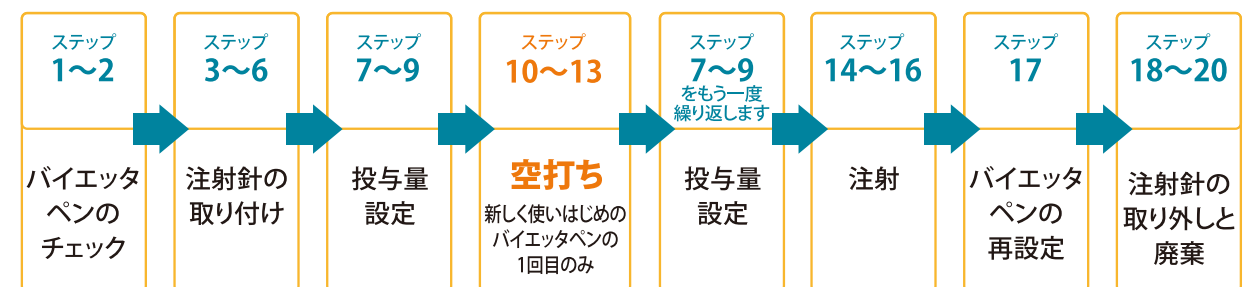 ステップ
1〜2
バイエッタ
ペンの
チェック
ステップ
3〜6
注射針の
取り付け
ステップ
7〜9
投与量
設定
ステップ
10〜13
空打ち
新しく使いはじめの
バイエッタペンの
1回目のみ
ステップ
7〜9
をもう一度
繰り返します
投与量
設定
ステップ
14〜16
注射
ステップ
17
バイエッタ
ペンの
再設定
ステップ
18〜20
注射針の
取り外しと
廃棄